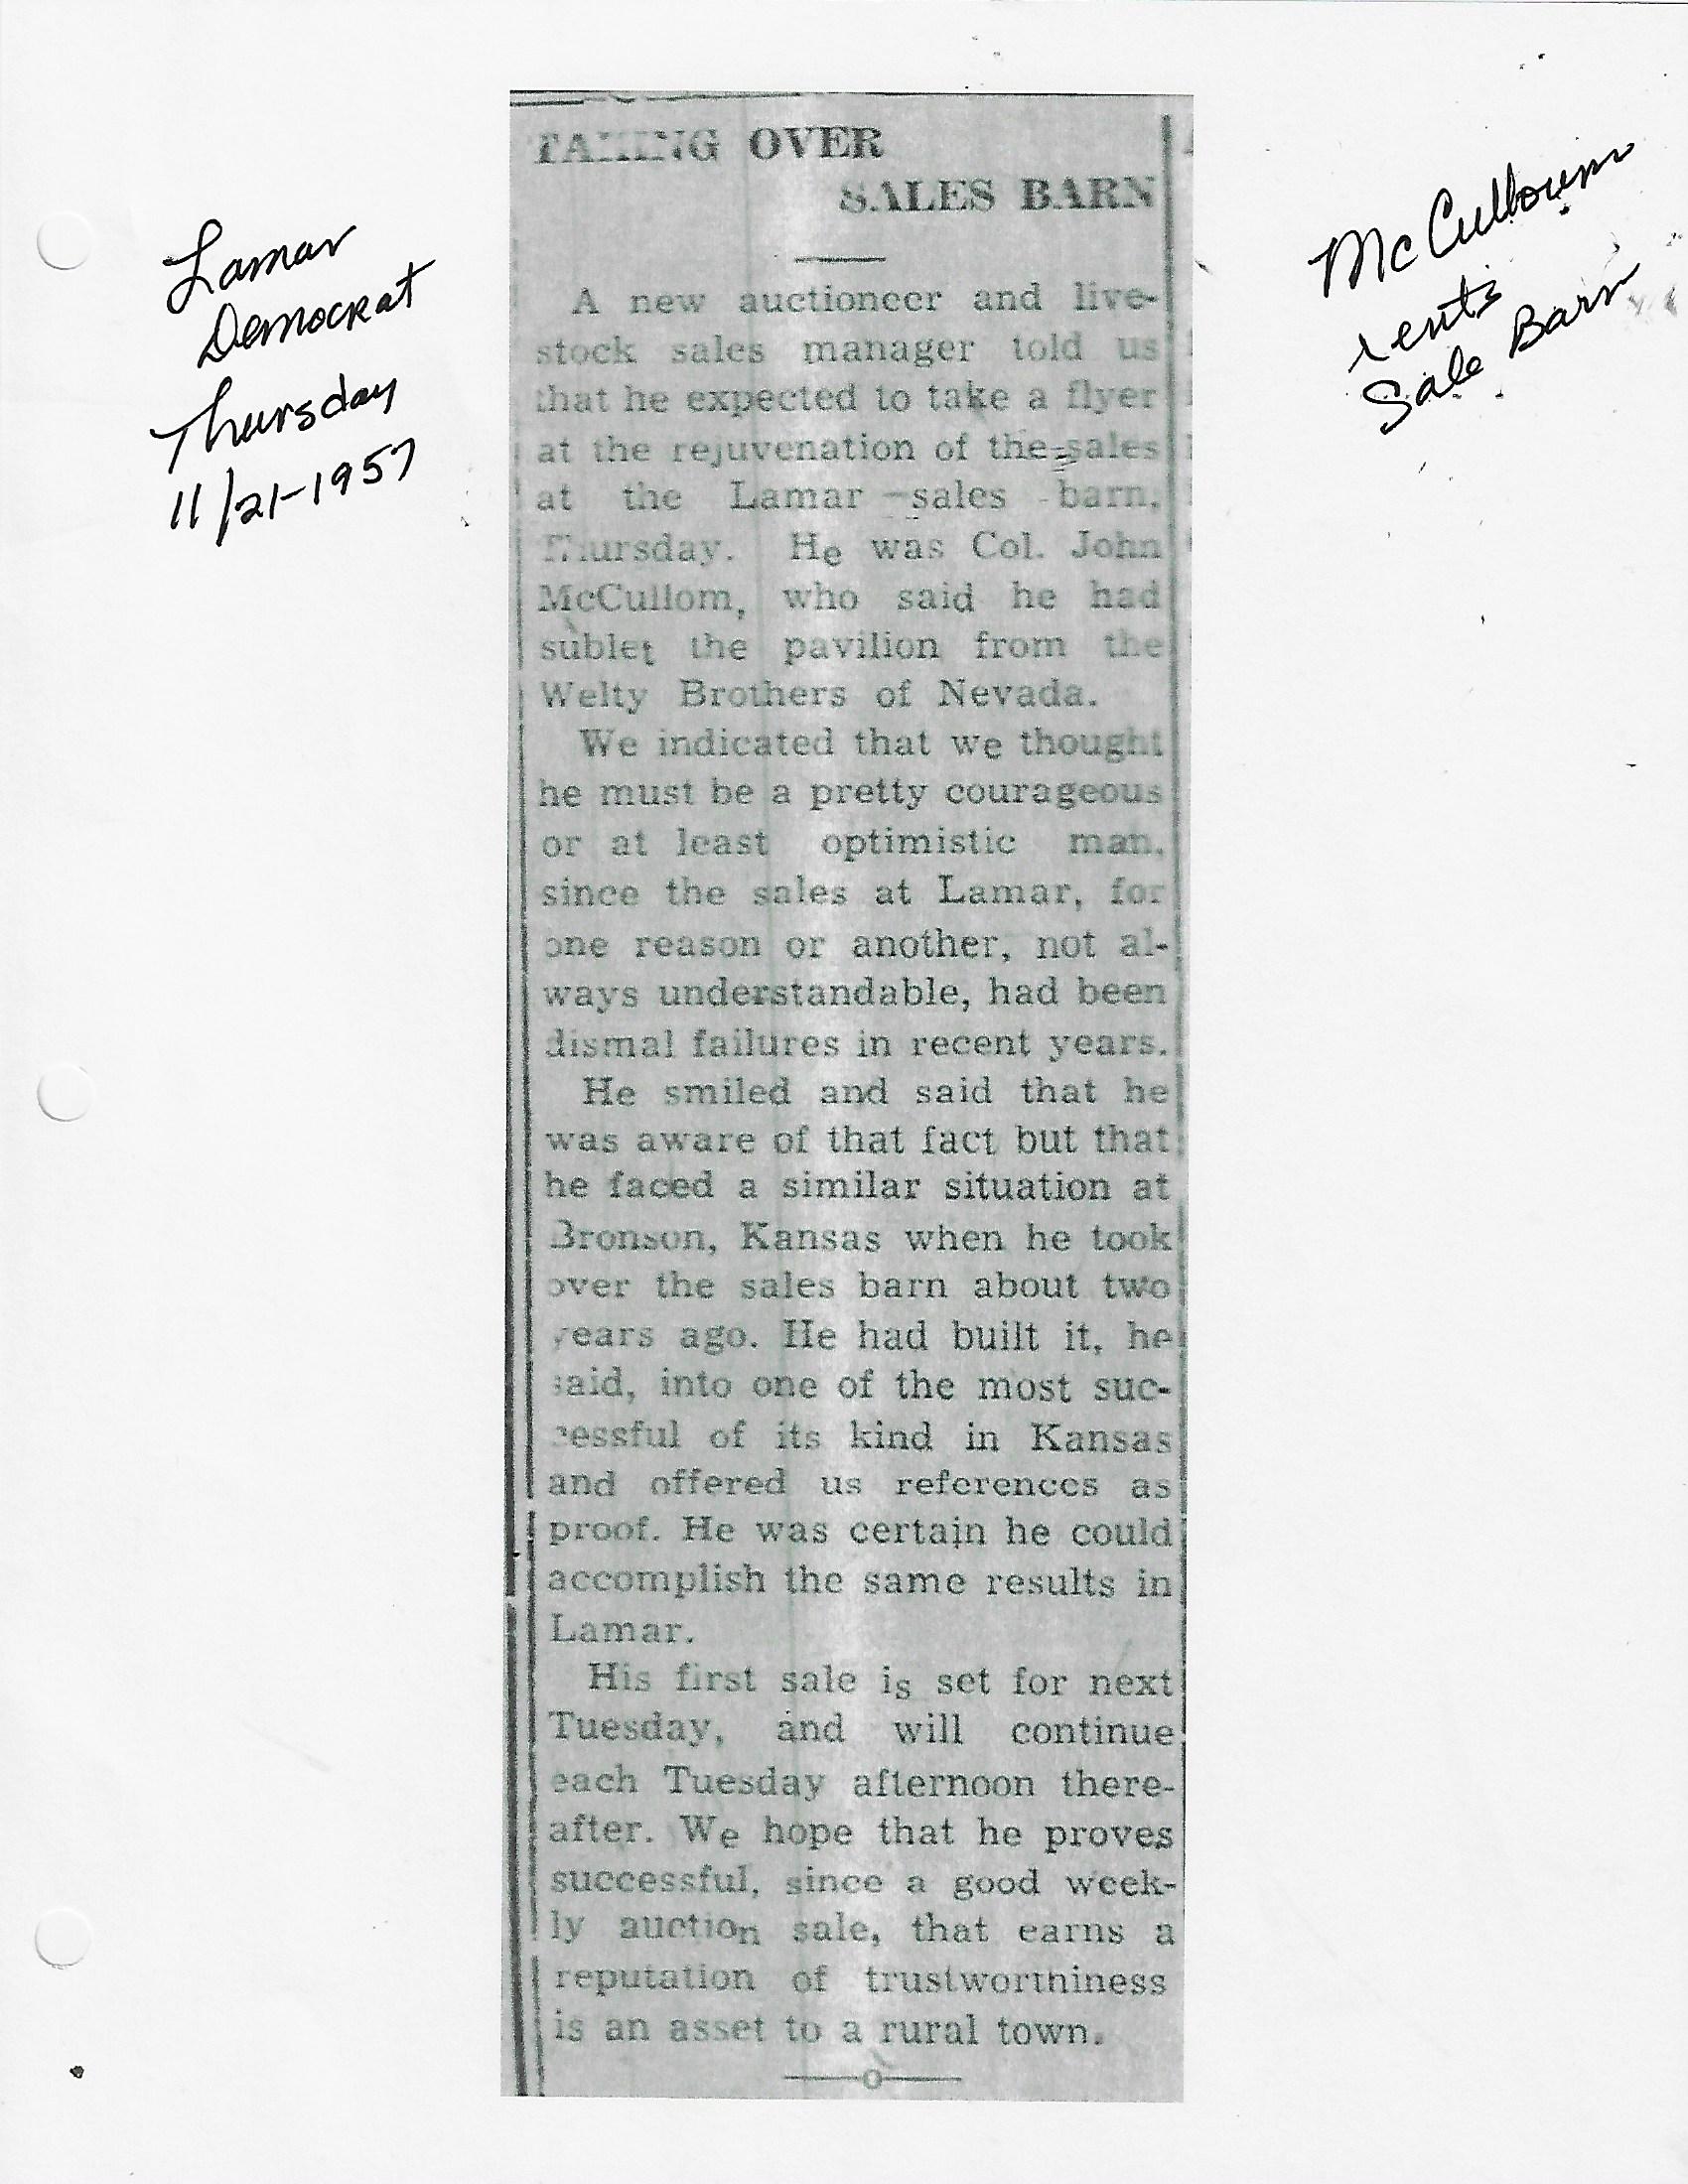 Lamar
Democrat
Thursday
11/21-1957
McCulloum
rents
Sale Barn
TAKING OVER
SALES BARN
A new auctioneer and live-
stock sales manager told us
that he expected to take a flyer
at the rejuvenation of the sales
at the Lamar sales barn,
Thursday. He was Col. John
McCullom, who said he had
sublet the pavilion from the
Welty Brothers of Nevada.
We indicated that we thought
he must be a pretty courageous
or at least optimistic man,
since the sales at Lamar, for
one reason or another, not al-
ways understandable, had been
dismal failures in recent years.
He smiled and said that he
was aware of that fact but that
he faced a similar situation at
Bronson, Kansas when he took
over the sales barn about two
years ago. He had built it, he
said, into one of the most suc-
cessful of its kind in Kansas
and offered us references as
proof. He was certain he could
accomplish the same results in
Lamar.
His first sale is set for next
Tuesday, and will continue
each Tuesday afternoon there-
after. We hope that he proves
successful, since a good week-
ly auction sale, that earns a
reputation of trustworthiness
is an asset to a rural town.